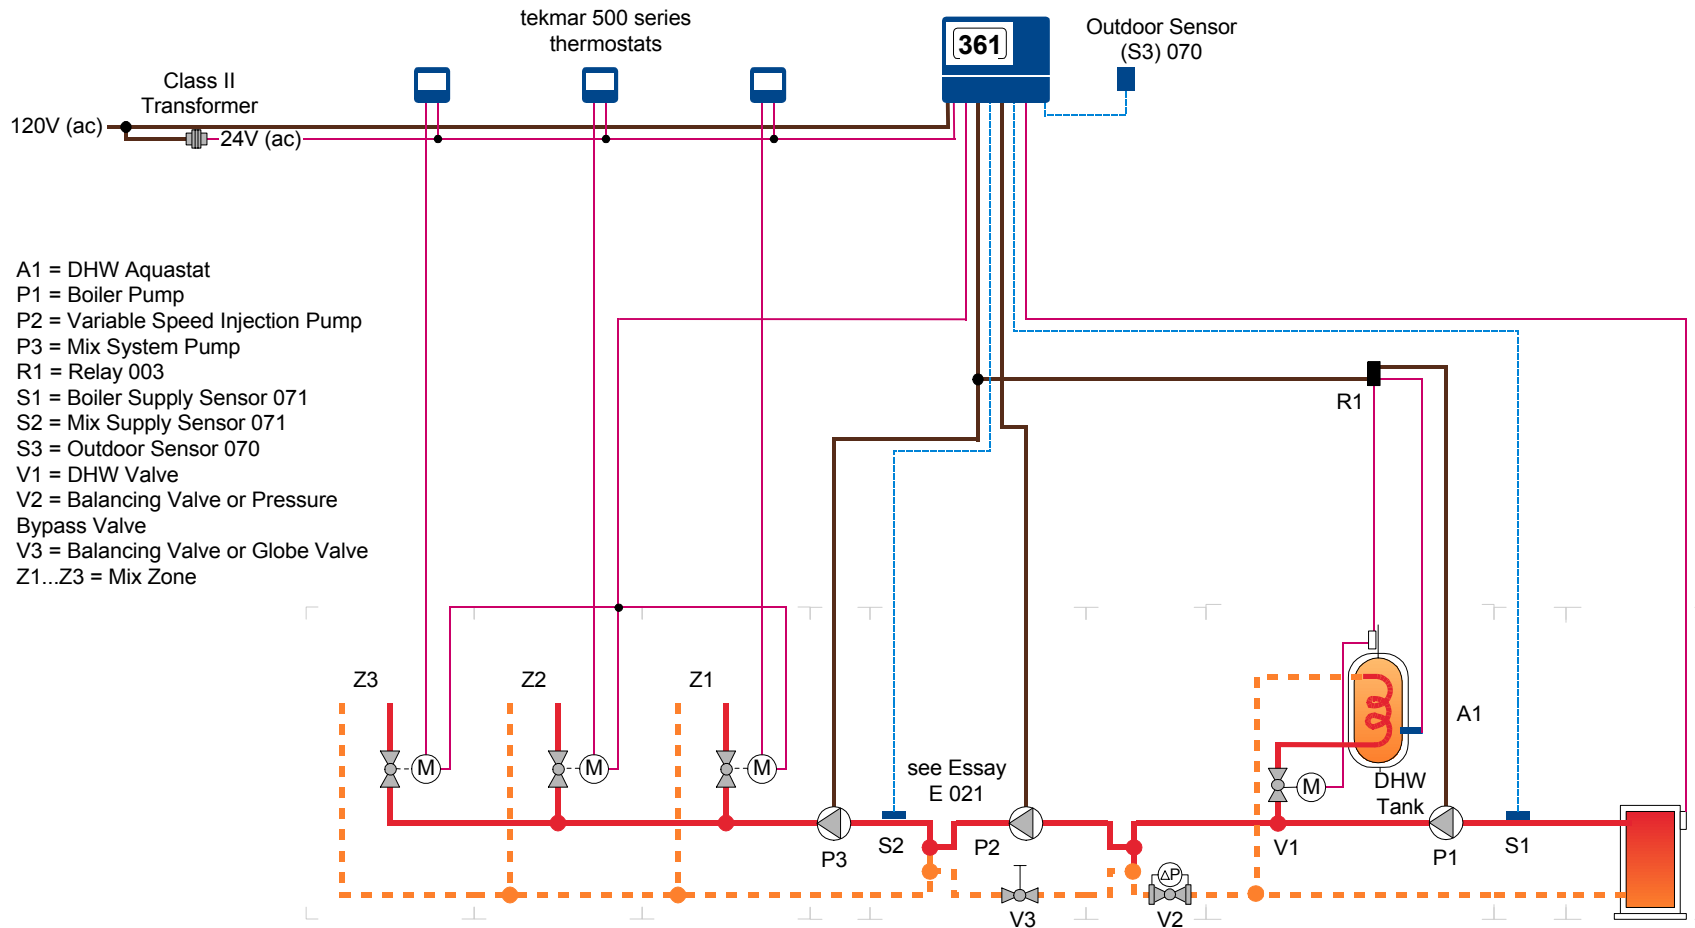 tekmar 500 series
thermostats
361
Outdoor Sensor
(S3) 070
Class II
Transformer
120V (ac)
24V (ac)
A1 = DHW Aquastat
P1 = Boiler Pump
P2 = Variable Speed Injection Pump
P3 = Mix System Pump
R1 = Relay 003
S1 = Boiler Supply Sensor 071
S2 = Mix Supply Sensor 071
S3 = Outdoor Sensor 070
V1 = DHW Valve
V2 = Balancing Valve or Pressure
Bypass Valve
V3 = Balancing Valve or Globe Valve
Z1...Z3 = Mix Zone
R1
Z3
Z2
Z1
A1
M
M
M
see Essay
E 021
M
DHW
Tank
P3
S2
P2
V1
P1
S1
ΔP
V3
V2